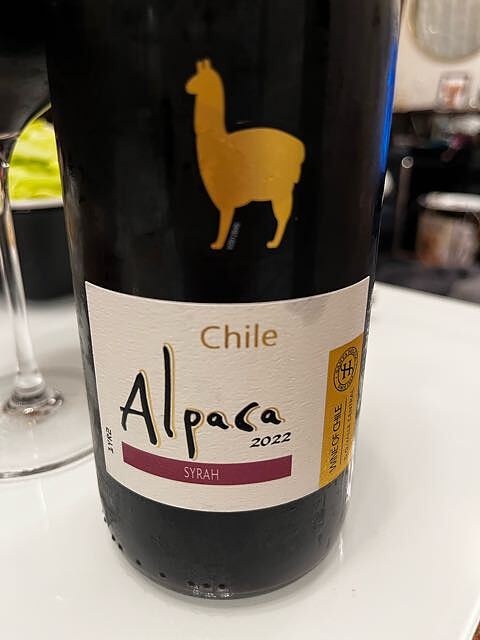 Chile
Alpaca
2022
SYRAH
WINE OF CHILE